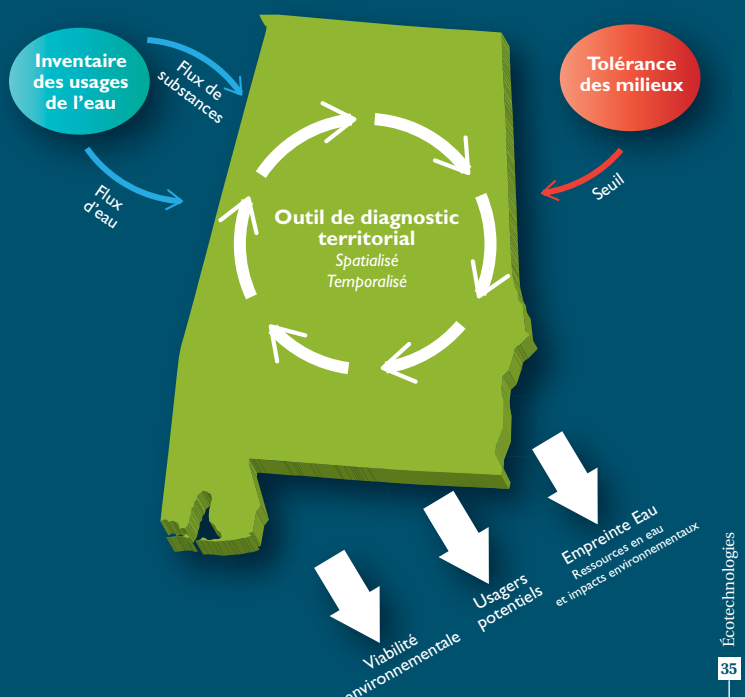 Inventaire
des usages
de l’eau
Flux de
substances
Flux
d’eau
Tolérance
des milieux
Seuil
Outil de diagnostic
territorial
Spatialisé
Temporalisé
Viabilité
environnementale
Usagers
potentiels
Empreinte Eau
Ressources en eau
et impacts environnementaux
Écotechnologies
35